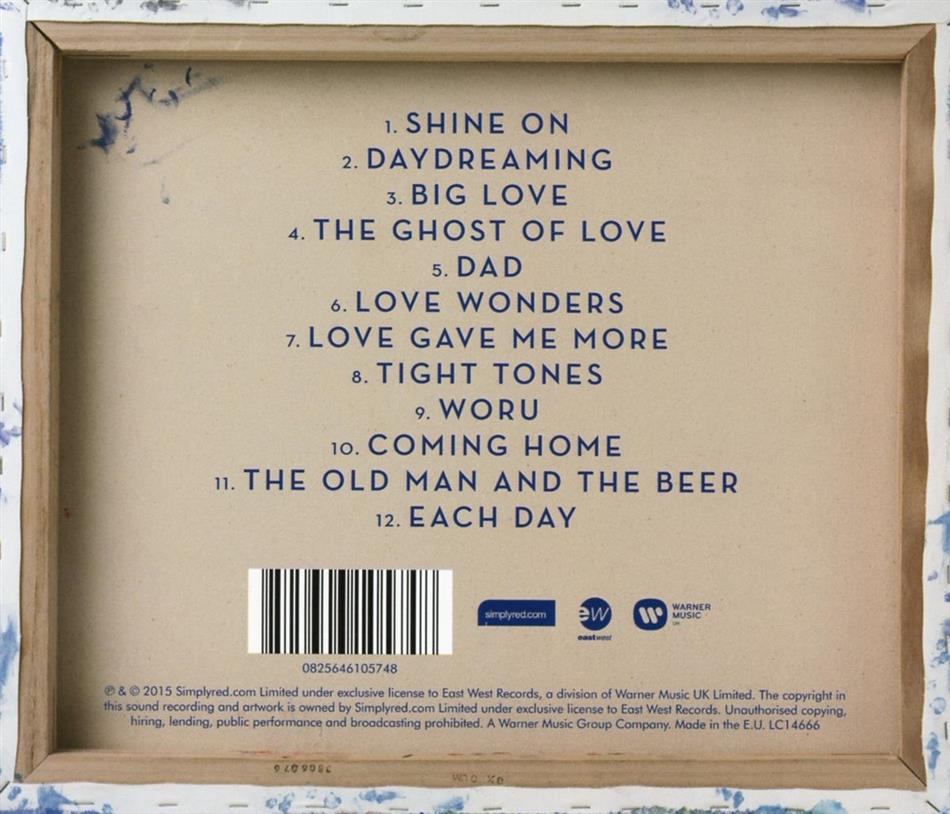 1. SHINE ON
2. DAYDREAMING
3. BIG LOVE
4. THE GHOST OF LOVE
5. DAD
6. LOVE WONDERS
7. LOVE GAVE ME MORE
8. TIGHT TONES
9. WORU
10. COMING HOME
11. THE OLD MAN AND THE BEER
12. EACH DAY
0825646105748
simplyred.com
ew
eastwest
WARNER
MUSIC
UK
℗ & © 2015 Simplyred.com Limited under exclusive license to East West Records, a division of Warner Music UK Limited. The copyright in
this sound recording and artwork is owned by Simplyred.com Limited under exclusive license to East West Records. Unauthorised copying,
hiring, lending, public performance and broadcasting prohibited. A Warner Music Group Company. Made in the E.U. LC14666